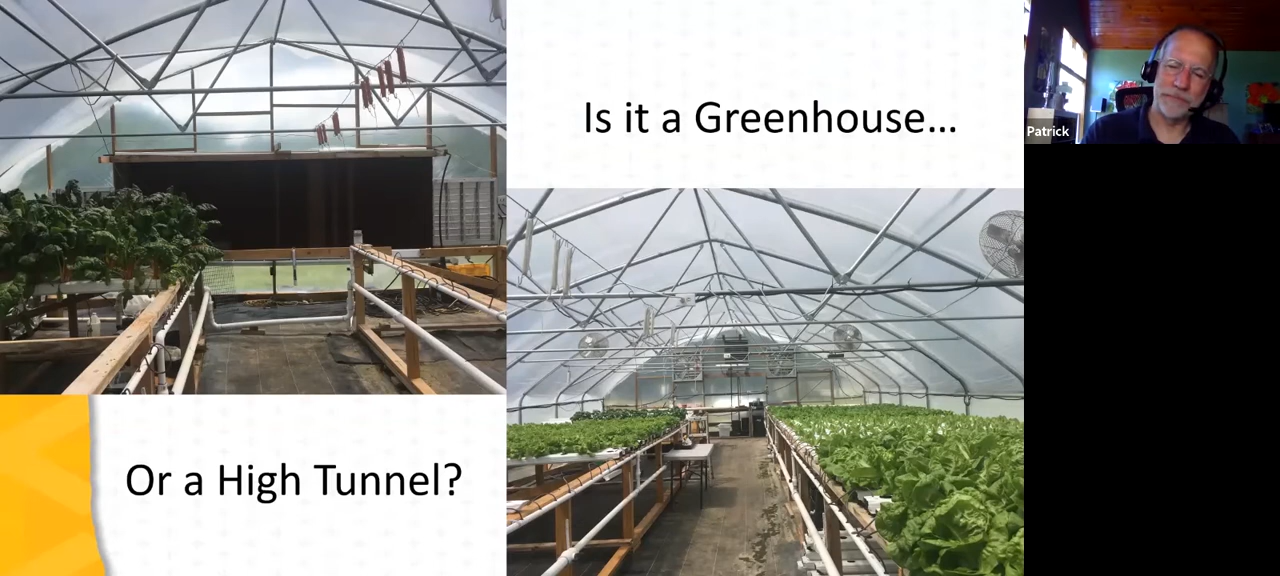 Is it a Greenhouse…
Patrick
Or a High Tunnel?